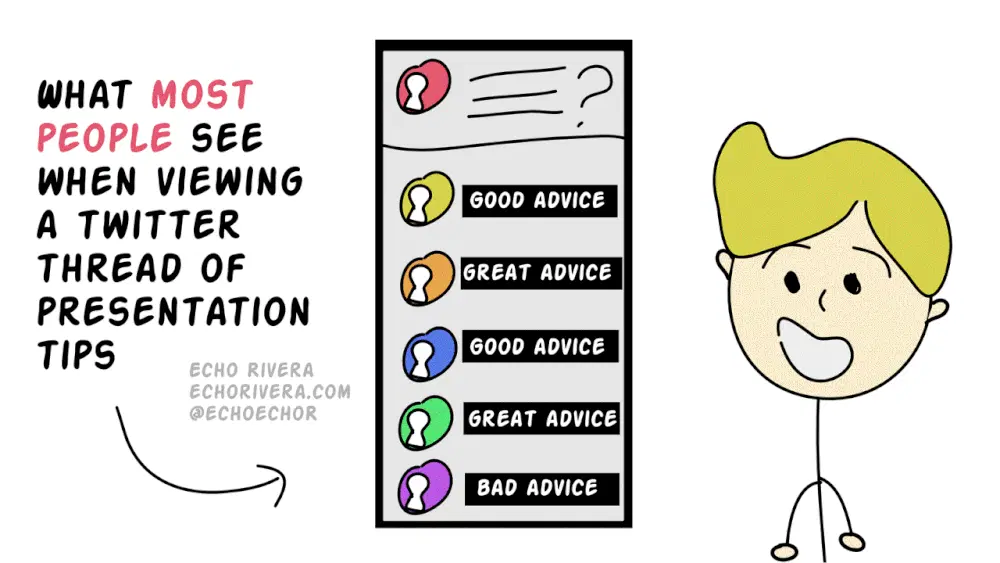 WHAT MOST
PEOPLE SEE
WHEN VIEWING
A TWITTER
THREAD OF
PRESENTATION
TIPS
ECHO RIVERA
ECHORIVERA.COM
@ECHOECHOR
?
GOOD ADVICE
GREAT ADVICE
GOOD ADVICE
GREAT ADVICE
BAD ADVICE